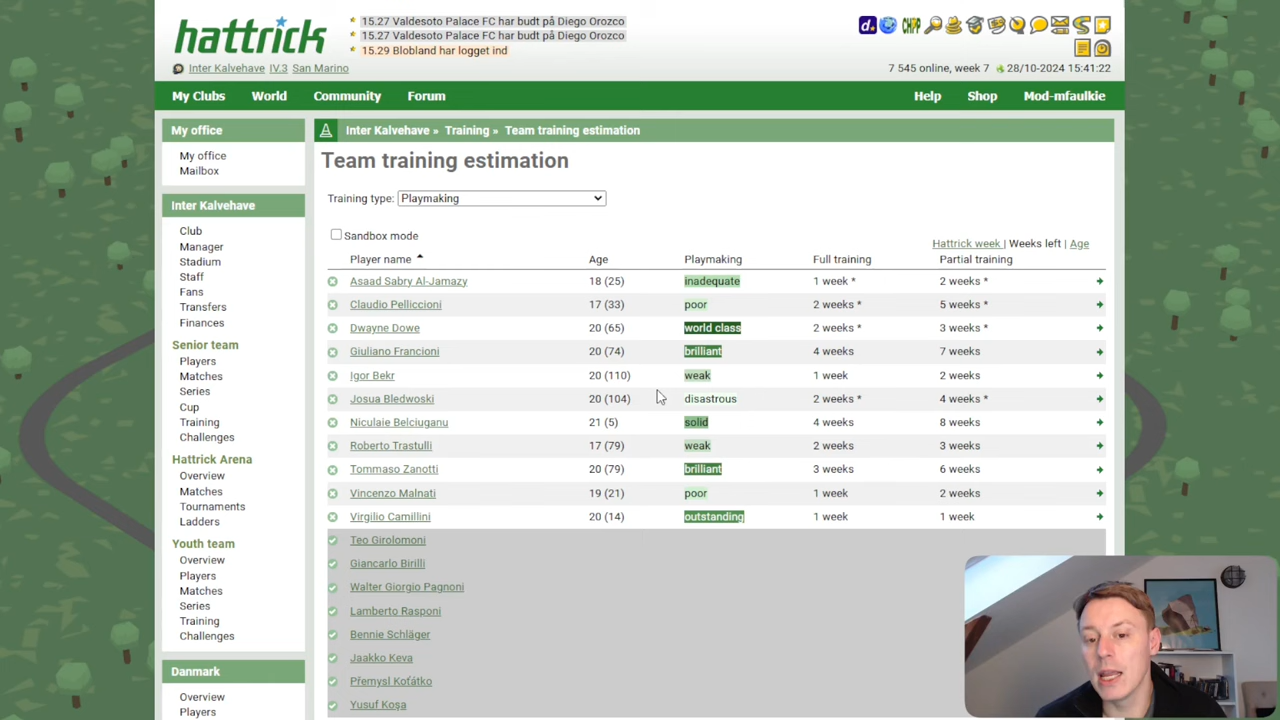 hattrick
15.27 Valdesoto Palace FC har budt på Diego Orozco
15.27 Valdesoto Palace FC har budt på Diego Orozco
15.29 Blobland har logget ind
d.
CHPP
Inter Kalvehave IV.3 San Marino
7 545 online, week 7 28/10-2024 15:41:22
My Clubs World Community Forum Help Shop Mod-mfaulkie
My office
My office
Mailbox
Inter Kalvehave
Club
Manager
Stadium
Staff
Fans
Transfers
Finances
Senior team
Players
Matches
Series
Cup
Training
Challenges
Hattrick Arena
Overview
Matches
Tournaments
Ladders
Youth team
Overview
Players
Matches
Series
Training
Challenges
Danmark
Overview
Players
Inter Kalvehave » Training » Team training estimation
Team training estimation
Training type: Playmaking
Sandbox mode
Hattrick week | Weeks left | Age
Player name Age Playmaking Full training Partial training
Asaad Sabry Al-Jamazy 18 (25) inadequate 1 week * 2 weeks *
Claudio Pelliccioni 17 (33) poor 2 weeks * 5 weeks *
Dwayne Dowe 20 (65) world class 2 weeks * 3 weeks *
Giuliano Francioni 20 (74) brilliant 4 weeks 7 weeks
Igor Bekr 20 (110) weak 1 week 2 weeks
Josua Bledwoski 20 (104) disastrous 2 weeks * 4 weeks *
Niculaie Belciuganu 21 (5) solid 4 weeks 8 weeks
Roberto Trastulli 17 (79) weak 2 weeks 3 weeks
Tommaso Zanotti 20 (79) brilliant 3 weeks 6 weeks
Vincenzo Malnati 19 (21) poor 1 week 2 weeks
Virgilio Camillini 20 (14) outstanding 1 week 1 week
Teo Girolomoni
Giancarlo Birilli
Walter Giorgio Pagnoni
Lamberto Rasponi
Bennie Schläger
Jaakko Keva
Přemysl Koťátko
Yusuf Koşa